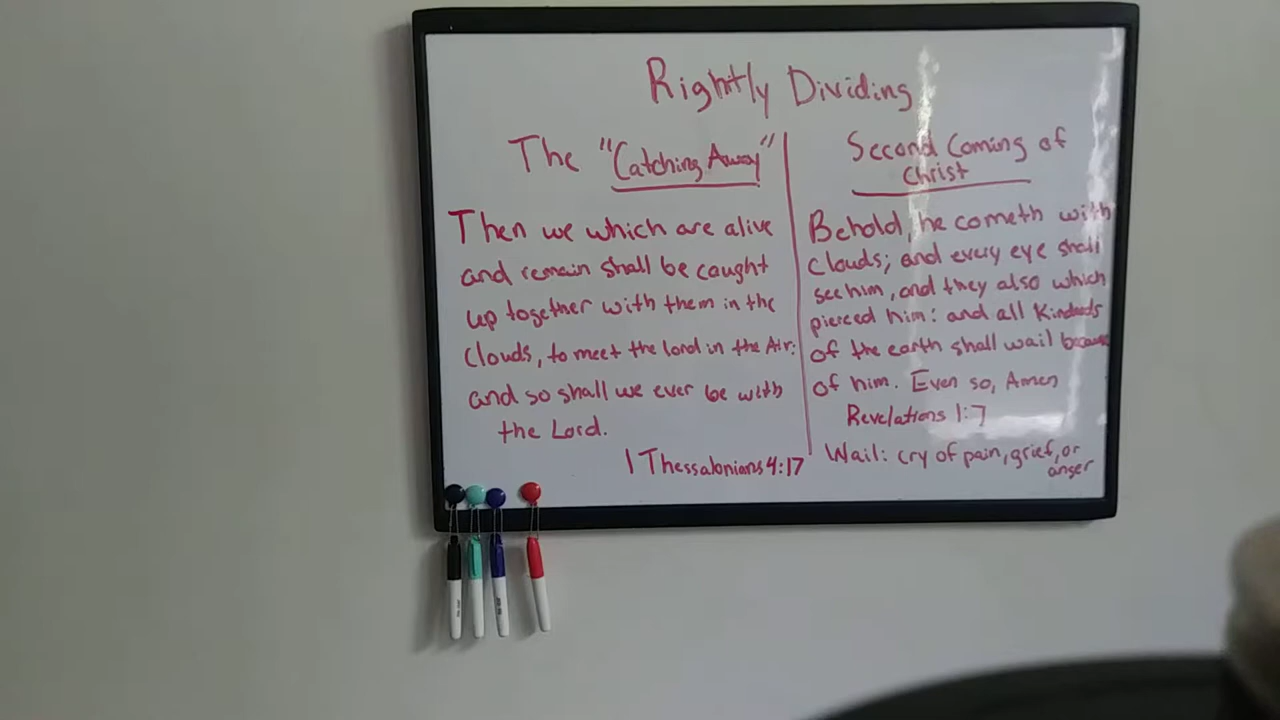 Rightly Dividing
The "Catching Away"
Then we which are alive
and remain shall be caught
up together with them in the
clouds, to meet the lord in the Air:
and so shall we ever be with
the Lord.
1 Thessalonians 4:17
Second Coming of
Christ
Behold, he cometh with
clouds; and every eye shall
see him, and they also which
pierced him: and all Kindreds
of the earth shall wail because
of him. Even so, Amen
Revelations 1:7
Wail: cry of pain, grief, or
anger